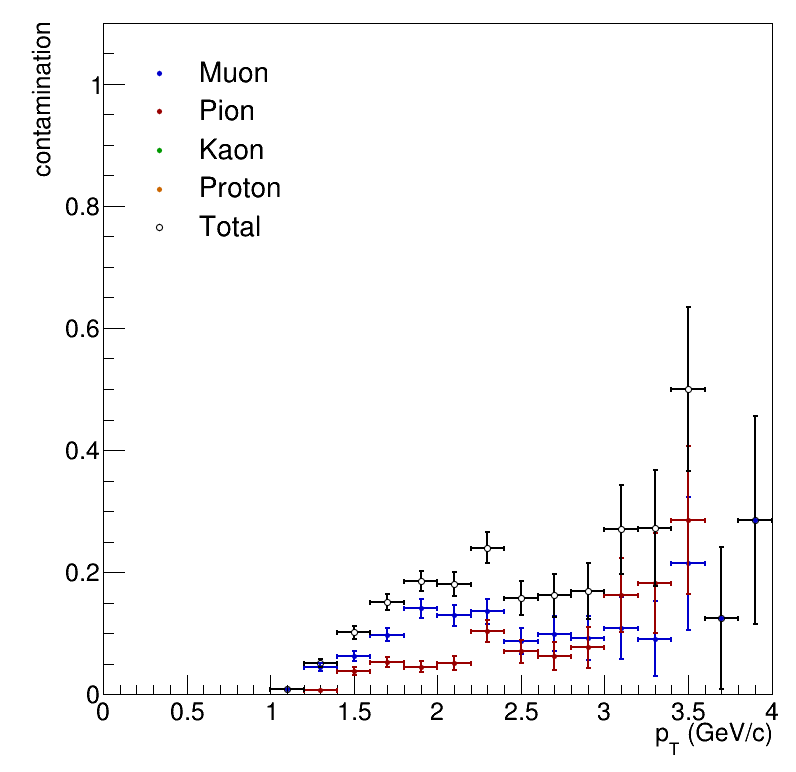 contamination
1
0.8
0.6
0.4
0.2
0
Muon
Pion
Kaon
Proton
Total
0 0.5 1 1.5 2 2.5 3 3.5 4
p_T (GeV/c)